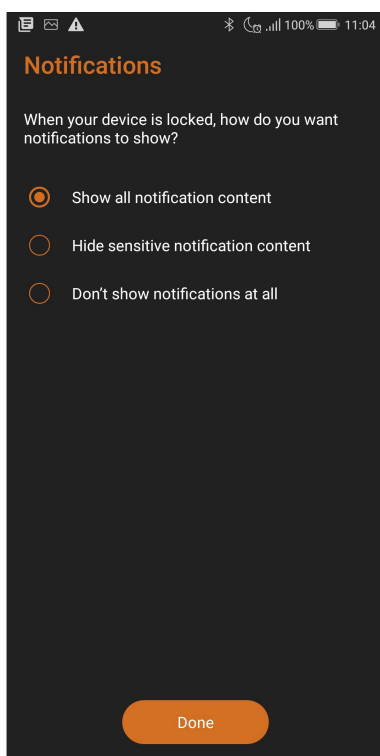 100% 11:04
Notifications
When your device is locked, how do you want
notifications to show?
Show all notification content
Hide sensitive notification content
Don’t show notifications at all
Done